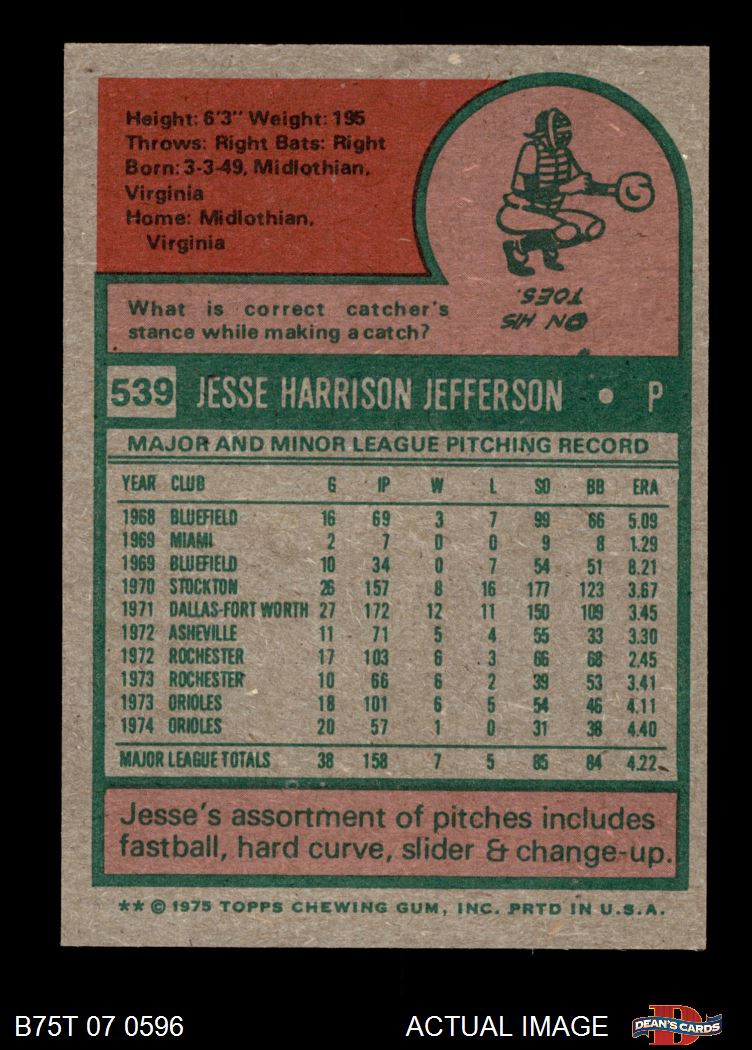 Height: 6'3" Weight: 195
Throws: Right Bats: Right
Born: 3-3-49, Midlothian,
Virginia
Home: Midlothian,
Virginia
ON HIS
TOES.
What is correct catcher's
stance while making a catch?
539 JESSE HARRISON JEFFERSON • P
MAJOR AND MINOR LEAGUE PITCHING RECORD
YEAR CLUB G IP W L SO BB ERA
1968 BLUEFIELD 16 69 3 7 99 66 5.09
1969 MIAMI 2 7 0 0 9 8 1.29
1969 BLUEFIELD 10 34 0 7 54 51 8.21
1970 STOCKTON 26 157 8 16 177 123 3.67
1971 DALLAS-FORT WORTH 27 172 12 11 150 109 3.45
1972 ASHEVILLE 11 71 5 4 55 33 3.30
1972 ROCHESTER 17 103 6 3 66 68 2.45
1973 ROCHESTER 10 66 6 2 39 53 3.41
1973 ORIOLES 18 101 6 5 54 46 4.11
1974 ORIOLES 20 57 1 0 31 38 4.40
MAJOR LEAGUE TOTALS 38 158 7 5 85 84 4.22
Jesse's assortment of pitches includes
fastball, hard curve, slider & change-up.
** © 1975 TOPPS CHEWING GUM, INC. PRTD IN U.S.A.
B75T 07 0596 ACTUAL IMAGE
DEAN'S CARDS